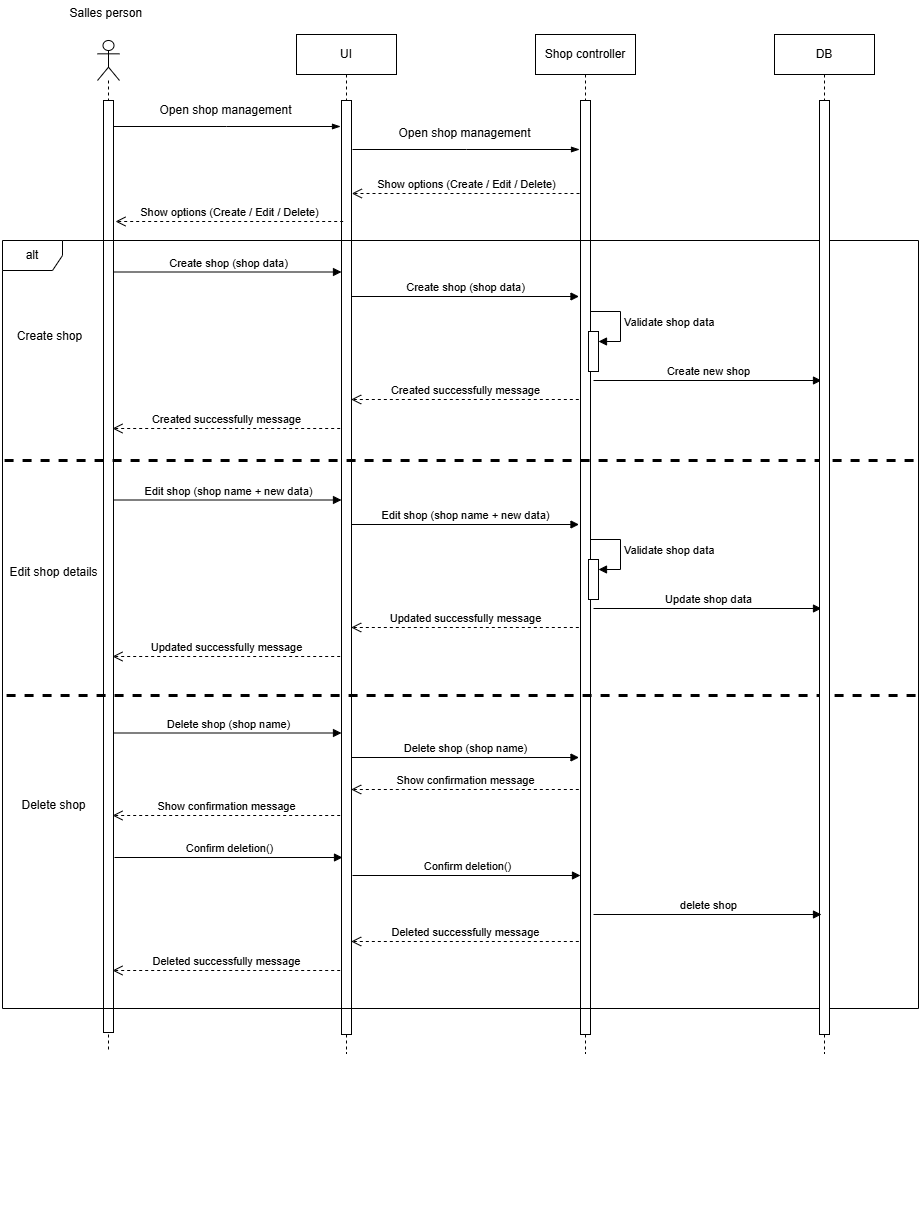 Salles person
UI
Shop controller
DB
Open shop management
Open shop management
Show options (Create / Edit / Delete)
Show options (Create / Edit / Delete)
alt
Create shop (shop data)
Create shop (shop data)
Validate shop data
Create shop
Create new shop
Created successfully message
Created successfully message
Edit shop (shop name + new data)
Edit shop (shop name + new data)
Validate shop data
Edit shop details
Update shop data
Updated successfully message
Updated successfully message
Delete shop (shop name)
Delete shop (shop name)
Show confirmation message
Delete shop
Show confirmation message
Confirm deletion()
Confirm deletion()
delete shop
Deleted successfully message
Deleted successfully message